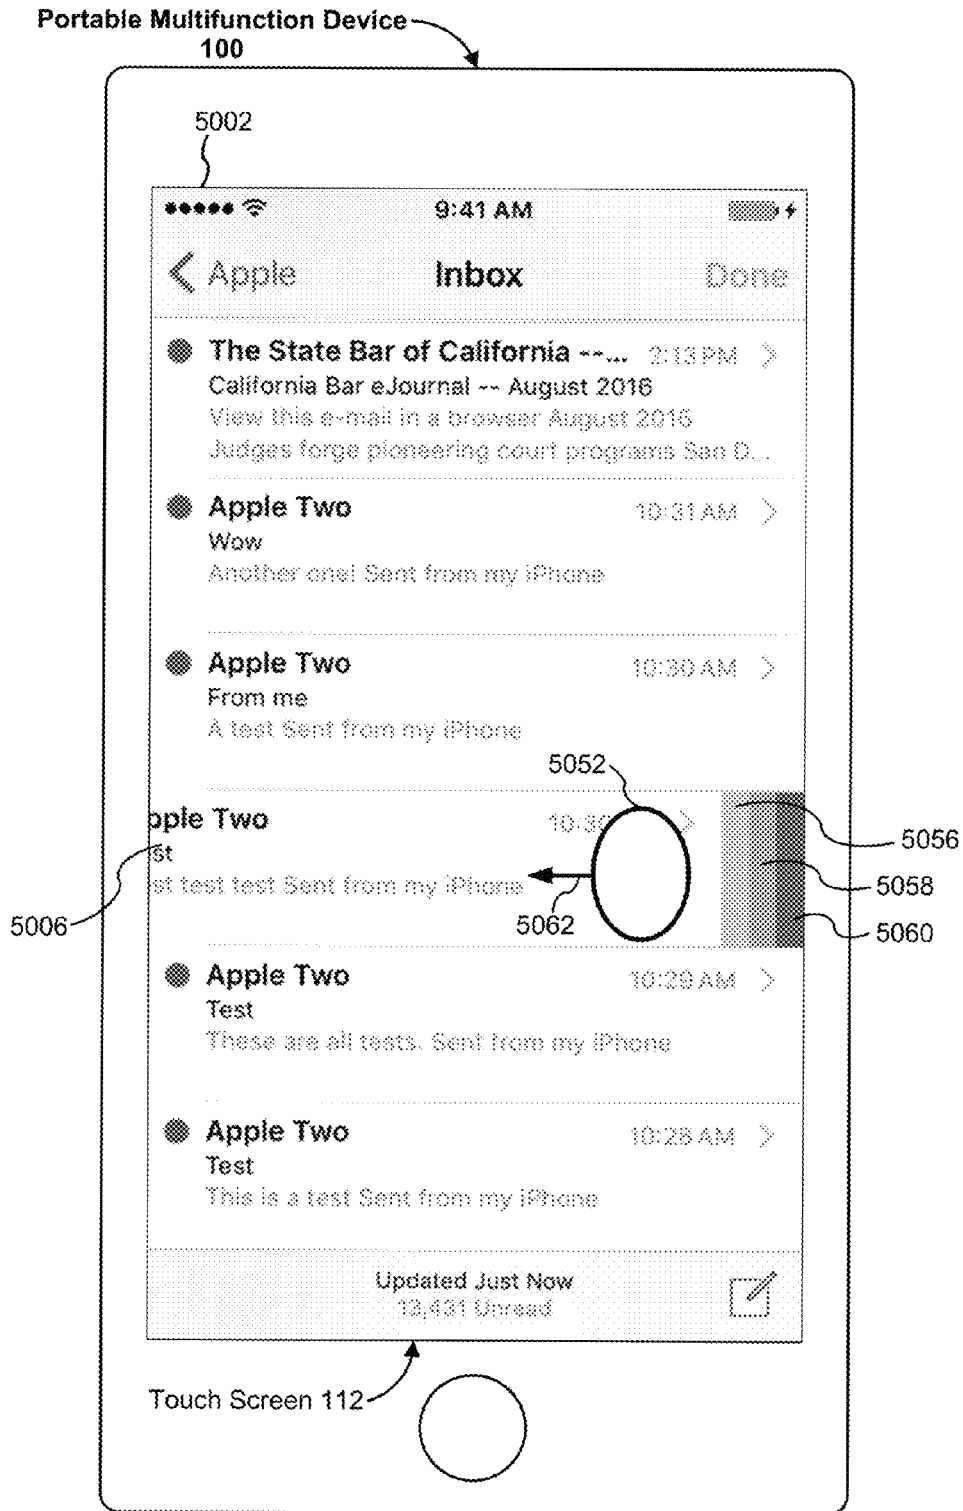 Portable Multifunction Device
100
5002
9:41 AM
Apple Inbox Done
The State Bar of California --... 2:13 PM
California Bar eJournal -- August 2016
View this e-mail in a browser August 2016
Judges forge pioneering court programs San D...
Apple Two 10:31 AM
Wow
Another one! Sent from my iPhone
Apple Two 10:30 AM
From me
A test Sent from my iPhone
5052
pple Two 10:30
5056
st
5058
st test test Sent from my iPhone
5062
5006
5060
Apple Two 10:29 AM
Test
These are all tests. Sent from my iPhone
Apple Two 10:28 AM
Test
This is a test Sent from my iPhone
Updated Just Now
13,431 Unread
Touch Screen 112